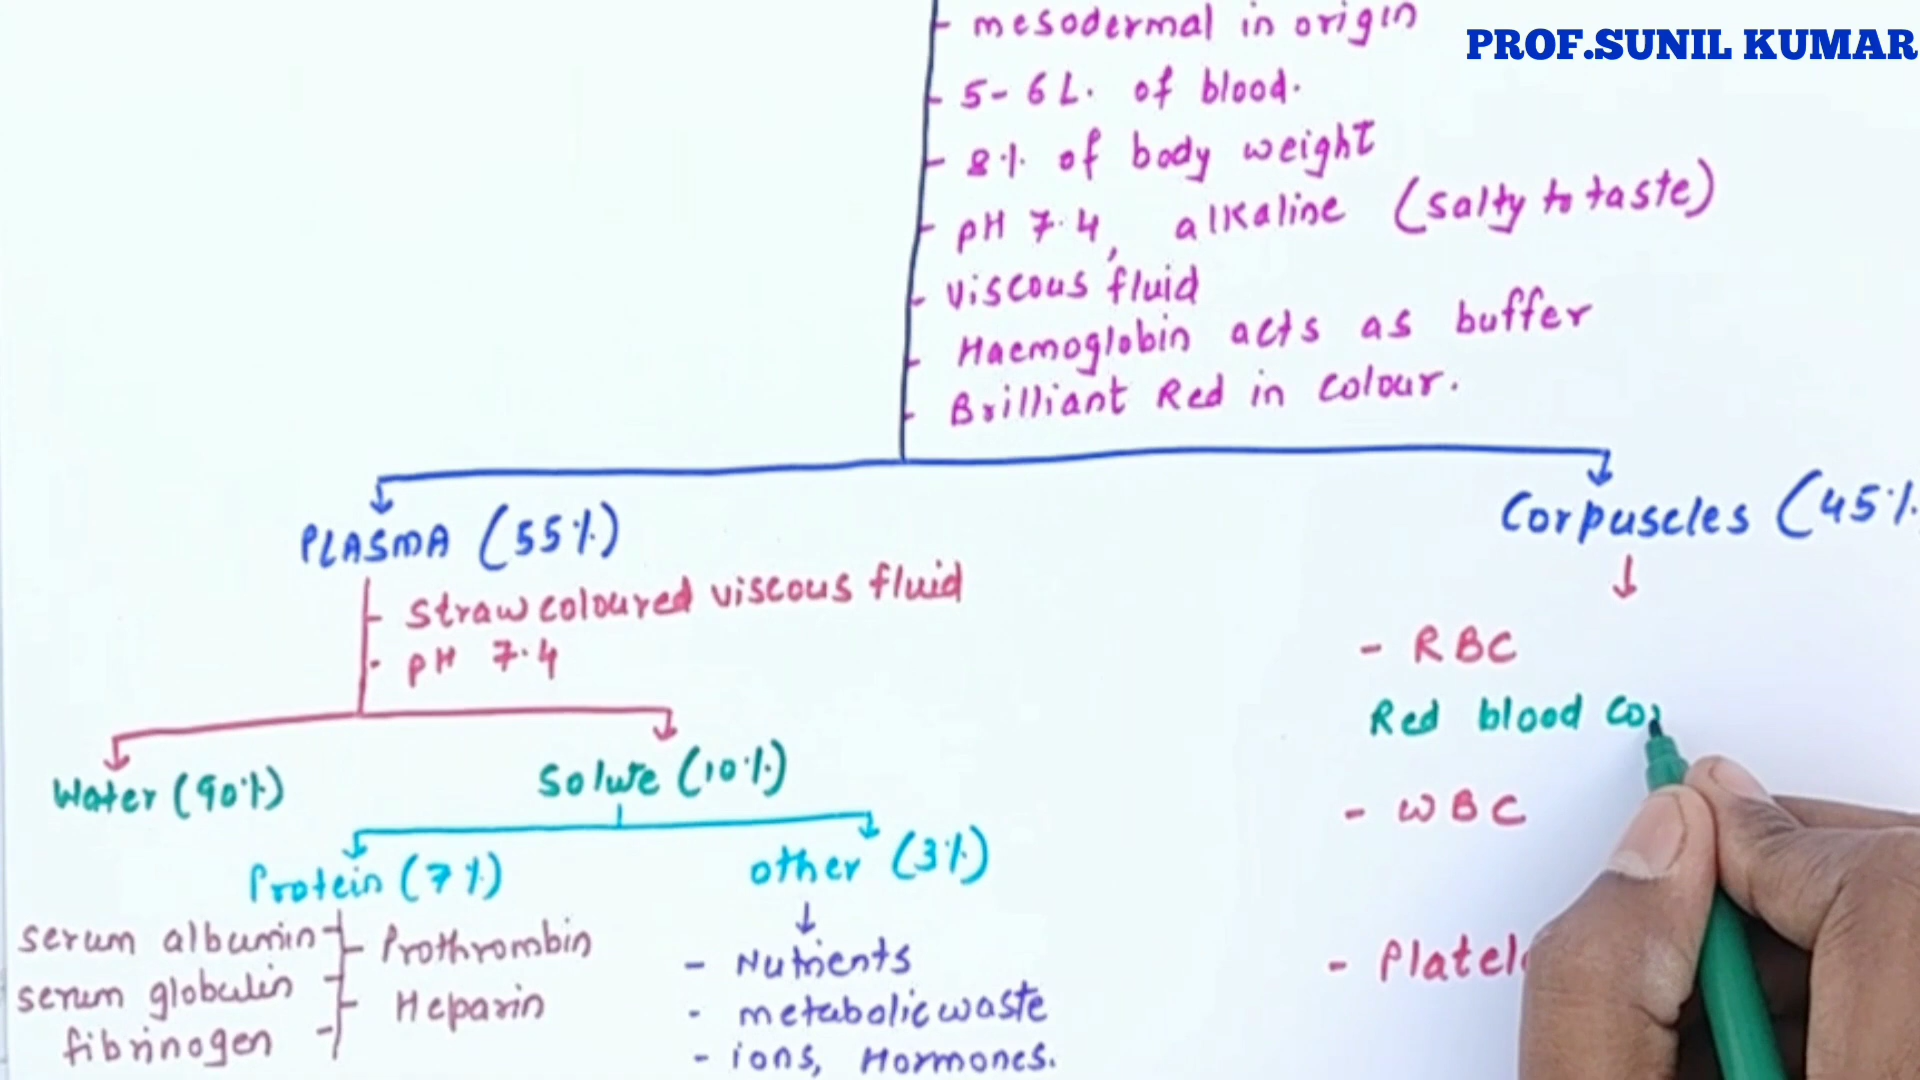 - mesodermal in origin
PROF.SUNIL KUMAR
- 5-6 L. of blood.
- 8% of body weight
- pH 7.4, alkaline (salty to taste)
- Viscous fluid
- Haemoglobin acts as buffer
- Brilliant Red in colour.
PLASMA (55%)
Corpuscles (45%
- straw coloured viscous fluid
- pH 7.4
- RBC
Red blood Co
Water (90%)
Solute (10%)
- WBC
Protein (7%)
other (3%)
serum albumin - - Prothrombin
serum globulin - - Heparin
fibrinogen -
- Nutrients
- metabolic waste
- ions, Hormones.
- Platel